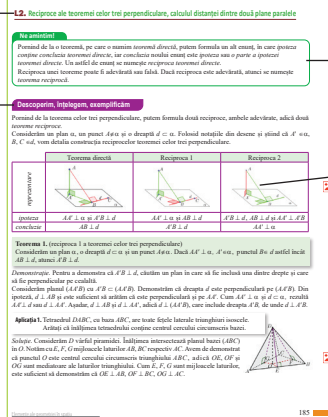 L2. Reciproce ale teoremei celor trei perpendiculare, calculul distanței dintre două plane paralele
Ne amintim!
Pornind de la o teoremă, pe care o numim teoremă directă, putem formula un alt enunț, în care ipoteza
conține concluzia teoremei directe, iar concluzia noului enunț este ipoteza sau o parte a ipotezei
teoremei directe. Un astfel de enunț se numește reciproca teoremei directe.
Reciproca unei teoreme poate fi adevărată sau falsă. Dacă reciproca este adevărată, atunci se numește
teorema reciprocă.
Descoperim, înțelegem, exemplificăm
Pornind de la teorema celor trei perpendiculare, putem formula două reciproce, ambele adevărate, adică două
teoreme reciproce.
Considerăm un plan α, un punct A∉α și o dreaptă d ⊂ α. Folosind notațiile din desene și știind că A' ∈α,
B, C ∈d, vom detalia construcția reciprocelor teoremei celor trei perpendiculare.
Teorema directă Reciproca 1 Reciproca 2
reprezentare
ipoteza AA' ⊥ α și A'B ⊥ d AA' ⊥ α și AB ⊥ d A'B ⊥ d, AB ⊥ d și AA' ⊥ A'B
concluzie AB ⊥ d A'B ⊥ d AA' ⊥ α
Teorema 1. (reciproca 1 a teoremei celor trei perpendiculare)
Considerăm un plan α, o dreaptă d ⊂ α și un punct A∉α. Dacă AA' ⊥ α, A'∈α, punctul B∈d astfel încât
AB ⊥ d, atunci A'B ⊥ d.
Demonstrație. Pentru a demonstra că A'B ⊥ d, căutăm un plan în care să fie inclusă una dintre drepte și care
să fie perpendicular pe cealaltă.
Considerăm planul (AA'B) cu A'B ⊂ (AA'B). Demonstrăm că dreapta d este perpendiculară pe (AA'B). Din
ipoteză, d ⊥ AB și este suficient să arătăm că este perpendiculară și pe AA'. Cum AA' ⊥ α și d ⊂ α, rezultă
AA'⊥ d sau d ⊥ AA'. Așadar, d ⊥ AB și d ⊥ AA', adică d ⊥ (AA'B), care include dreapta A'B, de unde d ⊥ A'B.
Aplicația 1. Tetraedrul DABC, cu baza ABC, are toate fețele laterale triunghiuri isoscele.
Arătați că înălțimea tetraedrului conține centrul cercului circumscris bazei.
Soluție. Considerăm D vârful piramidei. Înălțimea intersectează planul bazei (ABC)
în O. Notăm cu E, F, G mijloacele laturilor AB, BC respectiv AC. Avem de demonstrat
că punctul O este centrul cercului circumscris triunghiului ABC, adică OE, OF și
OG sunt mediatoare ale laturilor triunghiului. Cum E, F, G sunt mijloacele laturilor,
este suficient să demonstrăm că OE ⊥ AB, OF ⊥ BC, OG ⊥ AC.
185